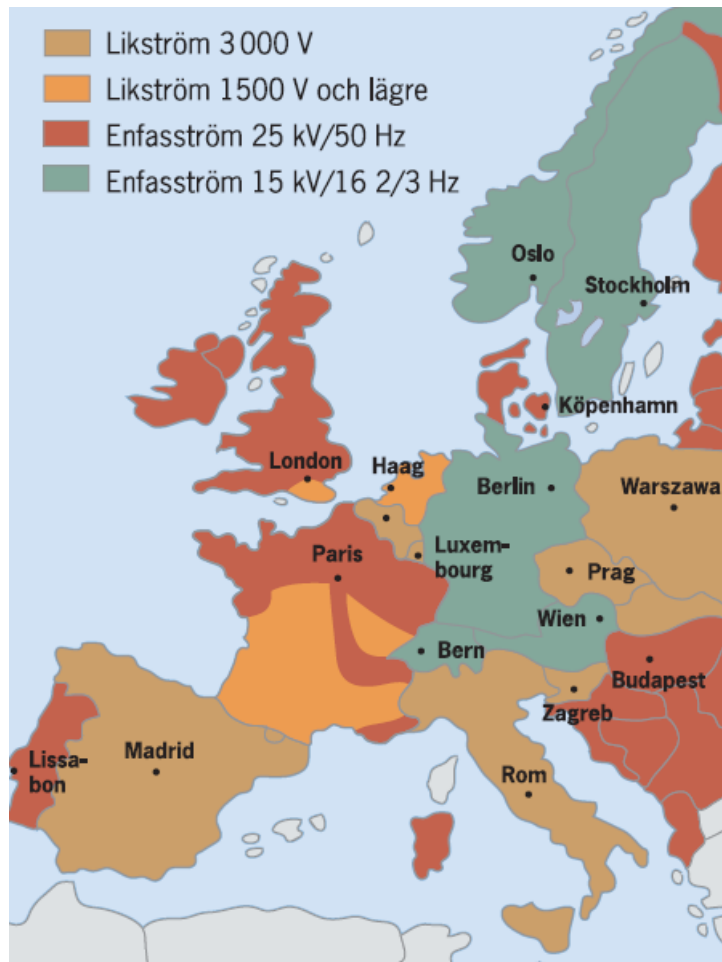 Likström 3 000 V
Likström 1500 V och lägre
Enfasström 25 kV/50 Hz
Enfasström 15 kV/16 2/3 Hz
Oslo
Stockholm
Köpenhamn
London
Haag
Berlin
Warszawa
Paris
Luxem-
bourg
Prag
Wien
Bern
Budapest
Zagreb
Lissa-
bon
Madrid
Rom